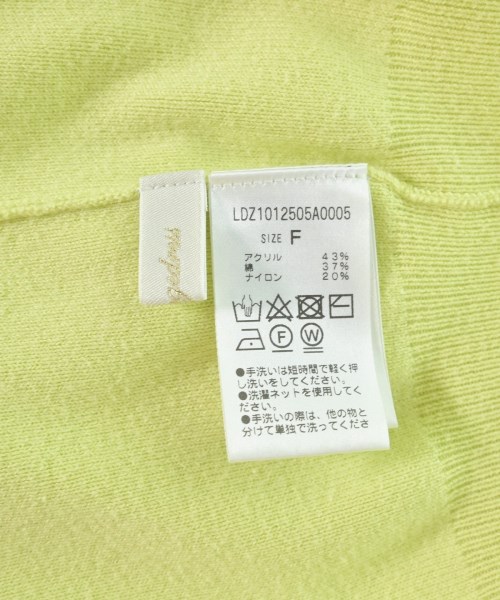 LDZ1012505A0005
SIZE F
アクリル 43%
綿 37%
ナイロン 20%
F W
●手洗いは短時間で軽く押
し洗いをしてください。
●洗濯ネットを使用してく
ださい。
●手洗いの際は、他の物と
分けて単独で洗ってくださ